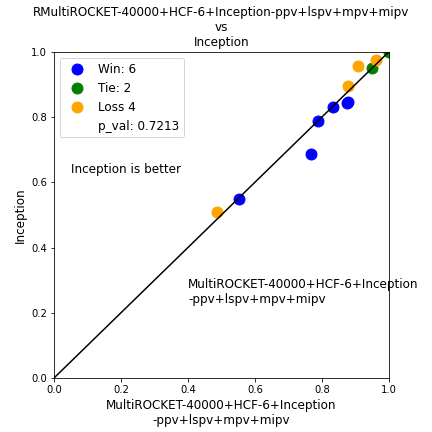 RMultiROCKET-40000+HCF-6+Inception-ppv+lspv+mpv+mipv
vs
Inception
1.0
0.8
0.6
0.4
0.2
0.0
Inception
Win: 6
Tie: 2
Loss 4
p_val: 0.7213
Inception is better
MultiROCKET-40000+HCF-6+Inception
-ppv+lspv+mpv+mipv
0.0 0.2 0.4 0.6 0.8 1.0
MultiROCKET-40000+HCF-6+Inception
-ppv+lspv+mpv+mipv